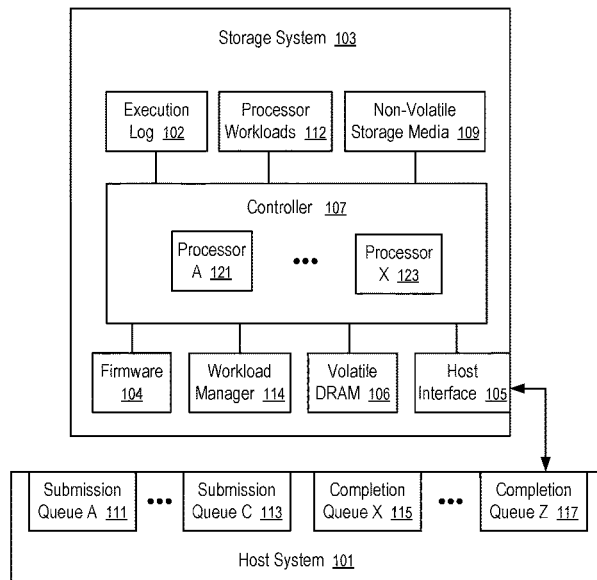 Storage System 103
Execution
Log 102
Processor
Workloads 112
Non-Volatile
Storage Media 109
Controller 107
Processor
A 121
•••
Processor
X 123
Firmware
104
Workload
Manager 114
Volatile
DRAM 106
Host
Interface 105
Submission
Queue A 111
•••
Submission
Queue C 113
Completion
Queue X 115
•••
Completion
Queue Z 117
Host System 101